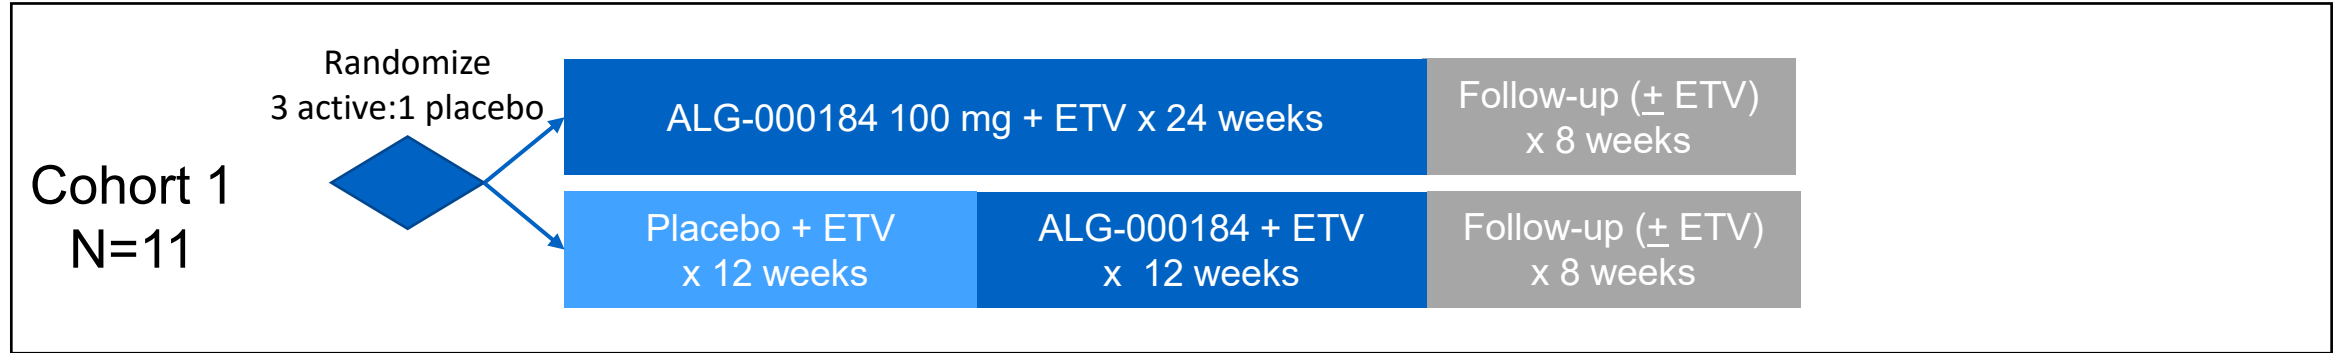 Randomize
3 active:1 placebo
Cohort 1
N=11
ALG-000184 100 mg + ETV x 24 weeks
Follow-up (± ETV)
x 8 weeks
Placebo + ETV
x 12 weeks
ALG-000184 + ETV
x 12 weeks
Follow-up (± ETV)
x 8 weeks